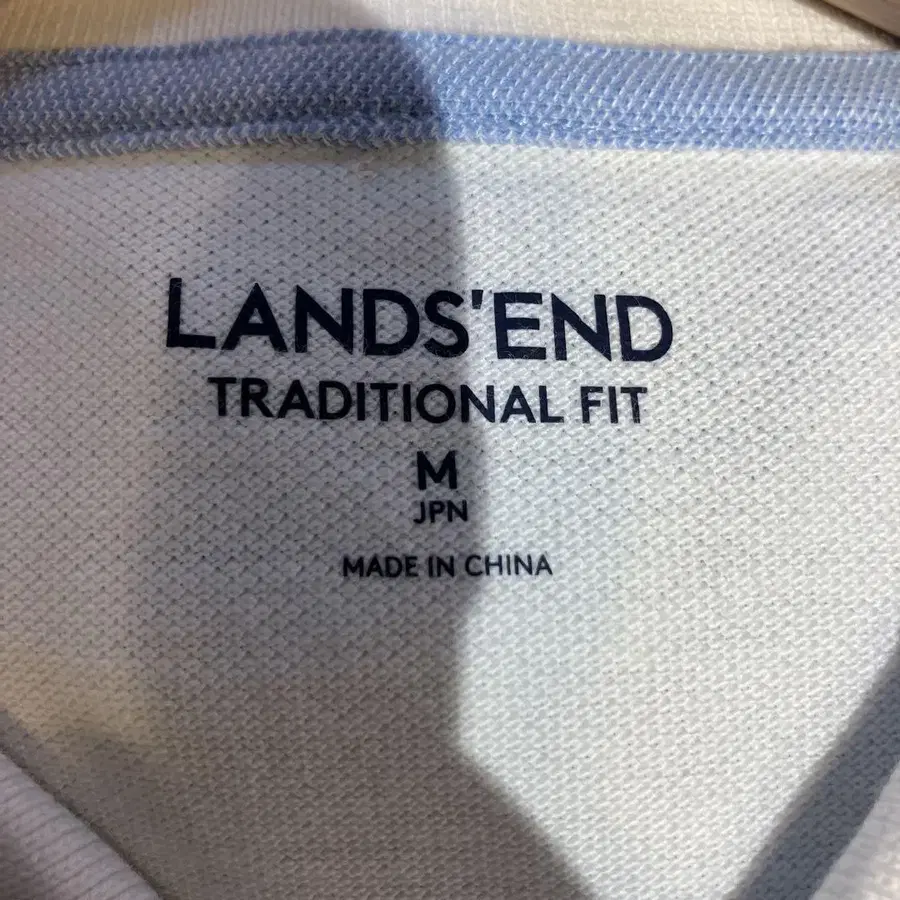 LANDS'END
TRADITIONAL FIT
M
JPN
MADE IN CHINA